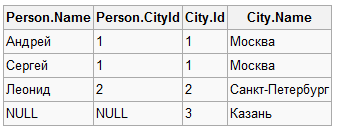 Person.Name Person.CityId City.Id City.Name
Андрей 1 1 Москва
Сергей 1 1 Москва
Леонид 2 2 Санкт-Петербург
NULL NULL 3 Казань